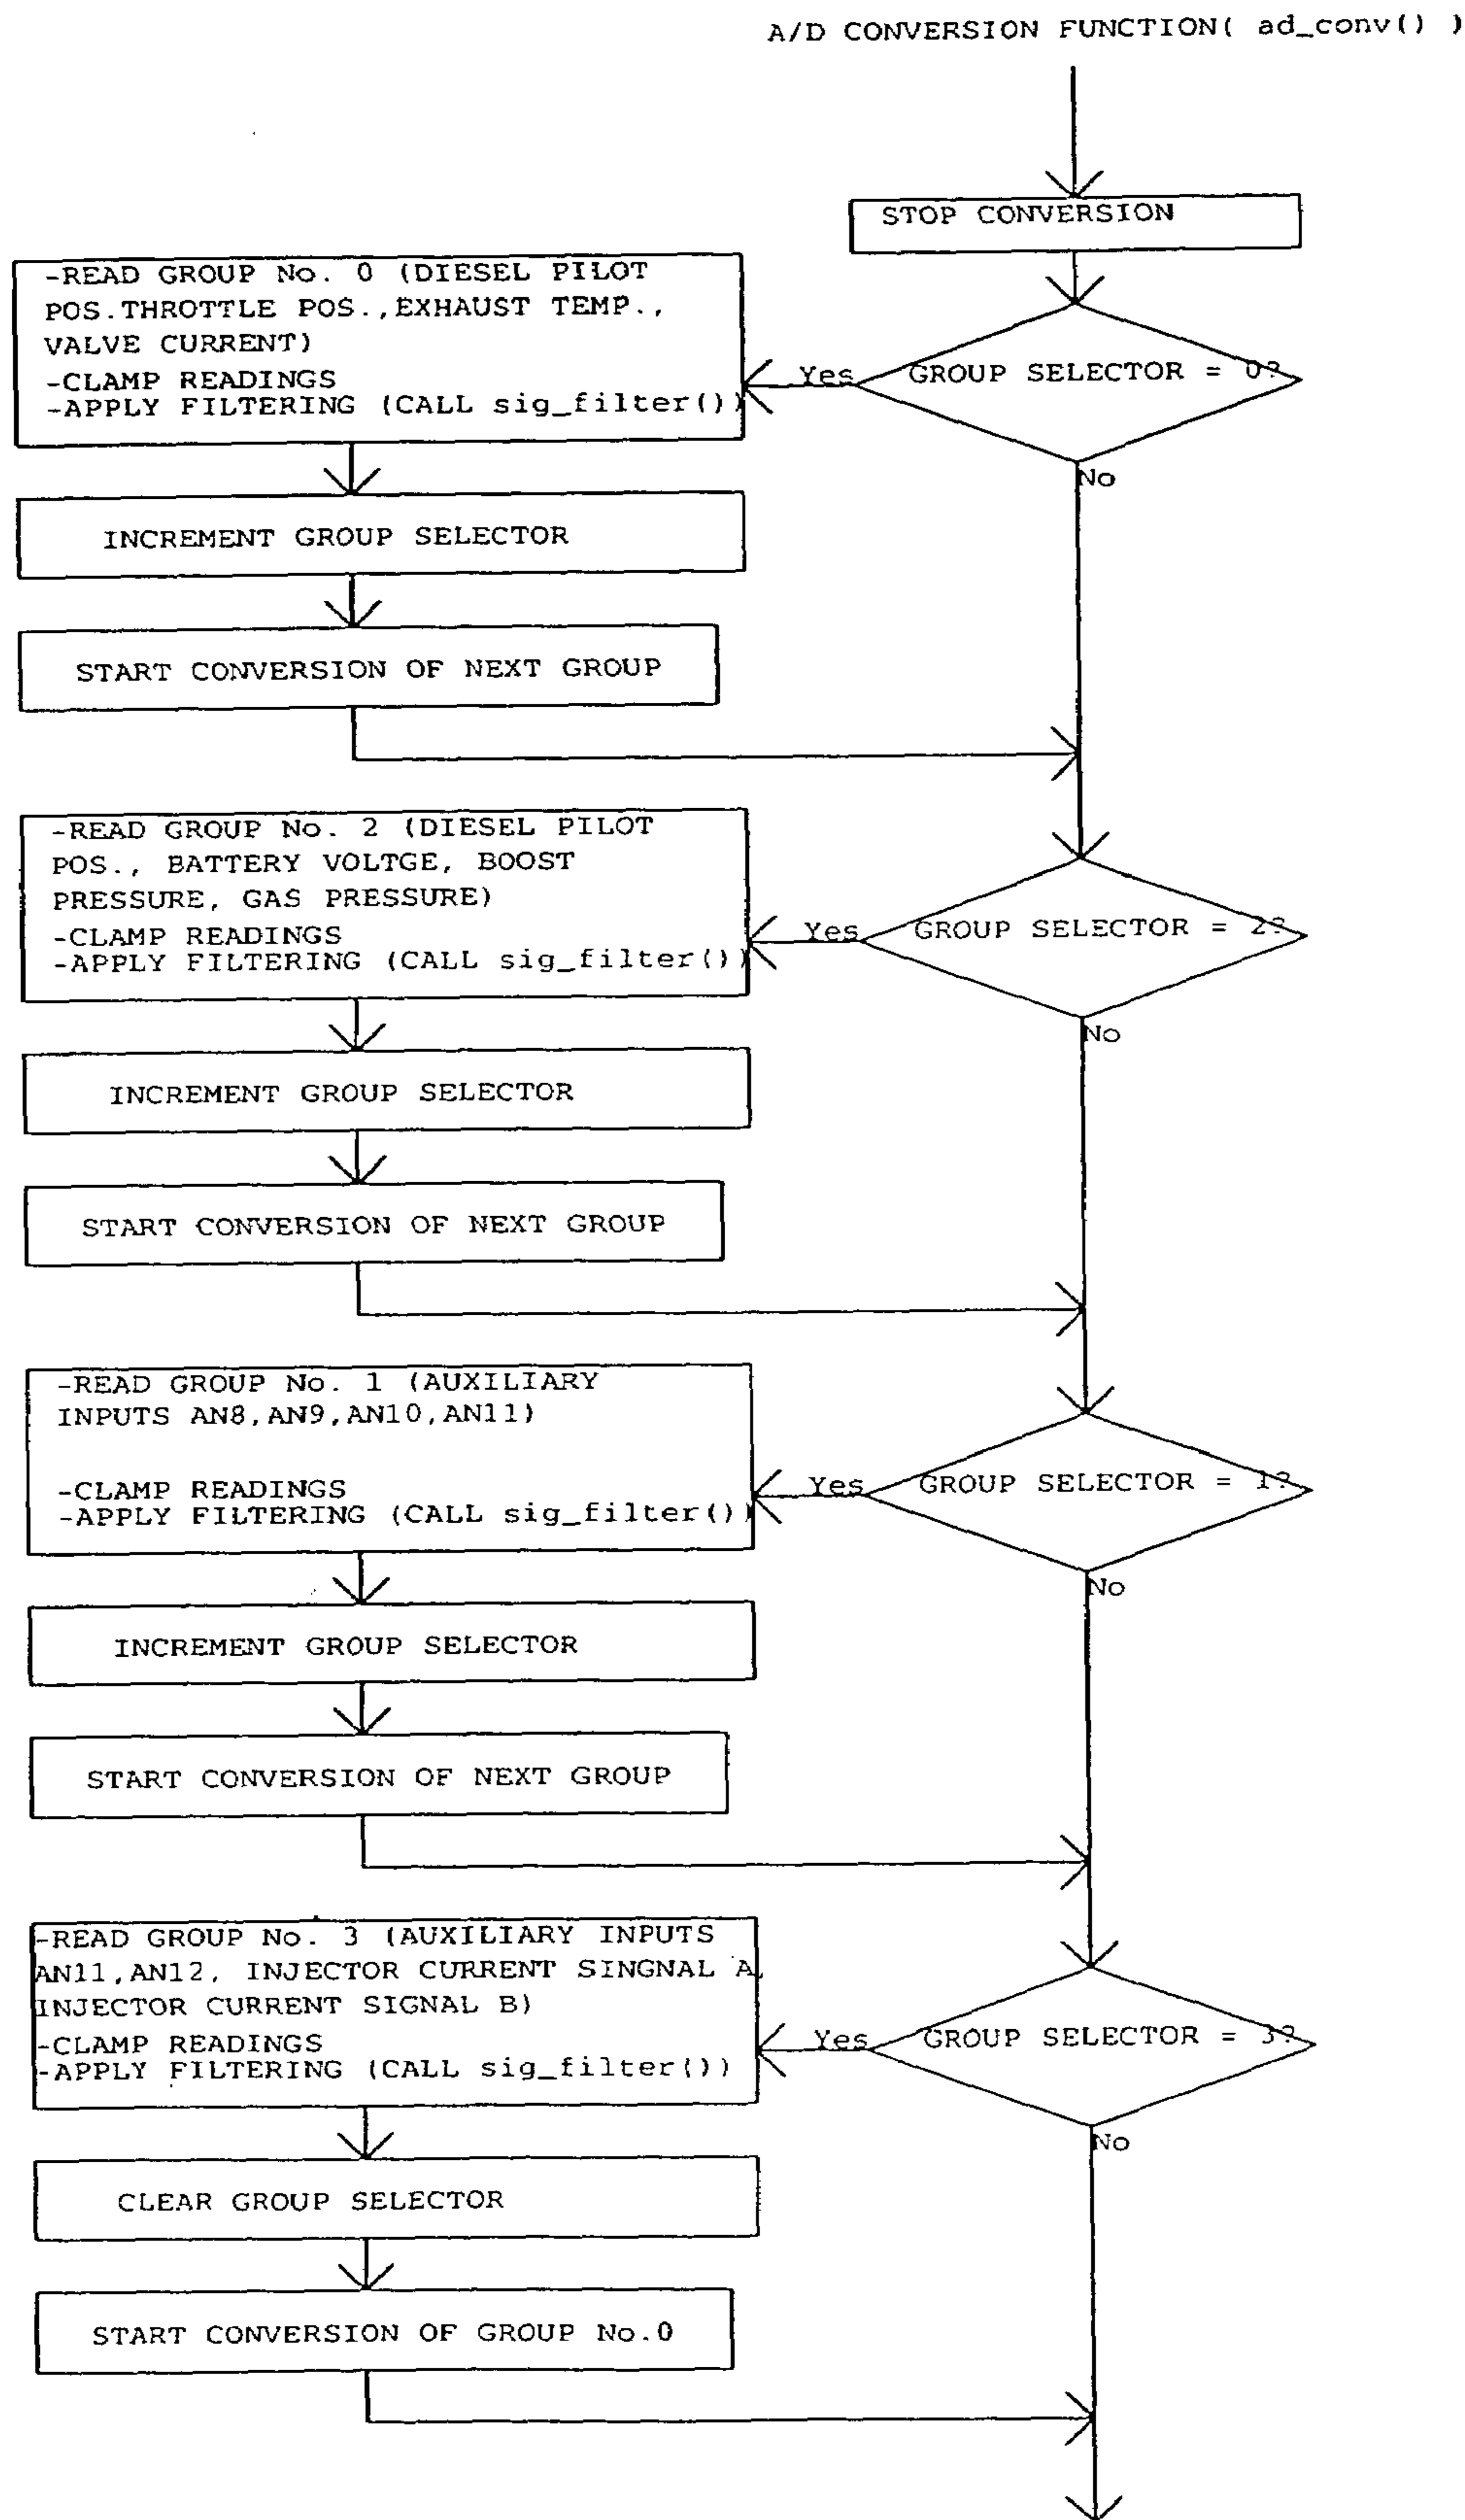 A/D CONVERSION FUNCTION( ad_conv() )
STOP CONVERSION
GROUP SELECTOR = 0?
Yes
No
-READ GROUP No. 0 (DIESEL PILOT
POS.THROTTLE POS.,EXHAUST TEMP.,
VALVE CURRENT)
-CLAMP READINGS
-APPLY FILTERING (CALL sig_filter())
INCREMENT GROUP SELECTOR
START CONVERSION OF NEXT GROUP
GROUP SELECTOR = 2?
Yes
No
-READ GROUP No. 2 (DIESEL PILOT
POS., BATTERY VOLTGE, BOOST
PRESSURE, GAS PRESSURE)
-CLAMP READINGS
-APPLY FILTERING (CALL sig_filter())
INCREMENT GROUP SELECTOR
START CONVERSION OF NEXT GROUP
GROUP SELECTOR = 1?
Yes
No
-READ GROUP No. 1 (AUXILIARY
INPUTS AN8,AN9,AN10,AN11)
-CLAMP READINGS
-APPLY FILTERING (CALL sig_filter())
INCREMENT GROUP SELECTOR
START CONVERSION OF NEXT GROUP
GROUP SELECTOR = 3?
Yes
No
-READ GROUP No. 3 (AUXILIARY INPUTS
AN11,AN12, INJECTOR CURRENT SINGNAL A,
INJECTOR CURRENT SIGNAL B)
-CLAMP READINGS
-APPLY FILTERING (CALL sig_filter())
CLEAR GROUP SELECTOR
START CONVERSION OF GROUP No.0